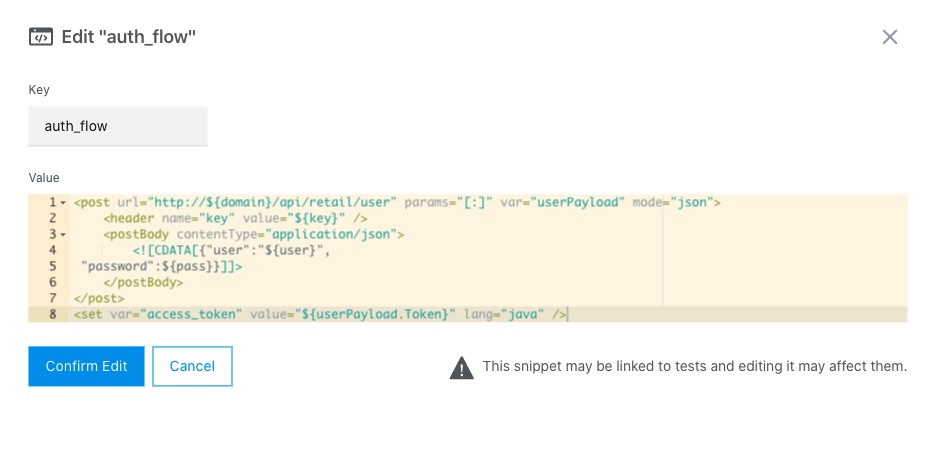 Edit "auth_flow"
Key
auth_flow
Value
1 <post url="http://${domain}/api/retail/user" params="[:]" var="userPayload" mode="json">
2 <header name="key" value="${key}" />
3 <postBody contentType="application/json">
4 <![CDATA[{"user":"${user}",
5 "password":${pass}}]]>
6 </postBody>
7 </post>
8 <set var="access_token" value="${userPayload.Token}" lang="java" />
Confirm Edit Cancel This snippet may be linked to tests and editing it may affect them.